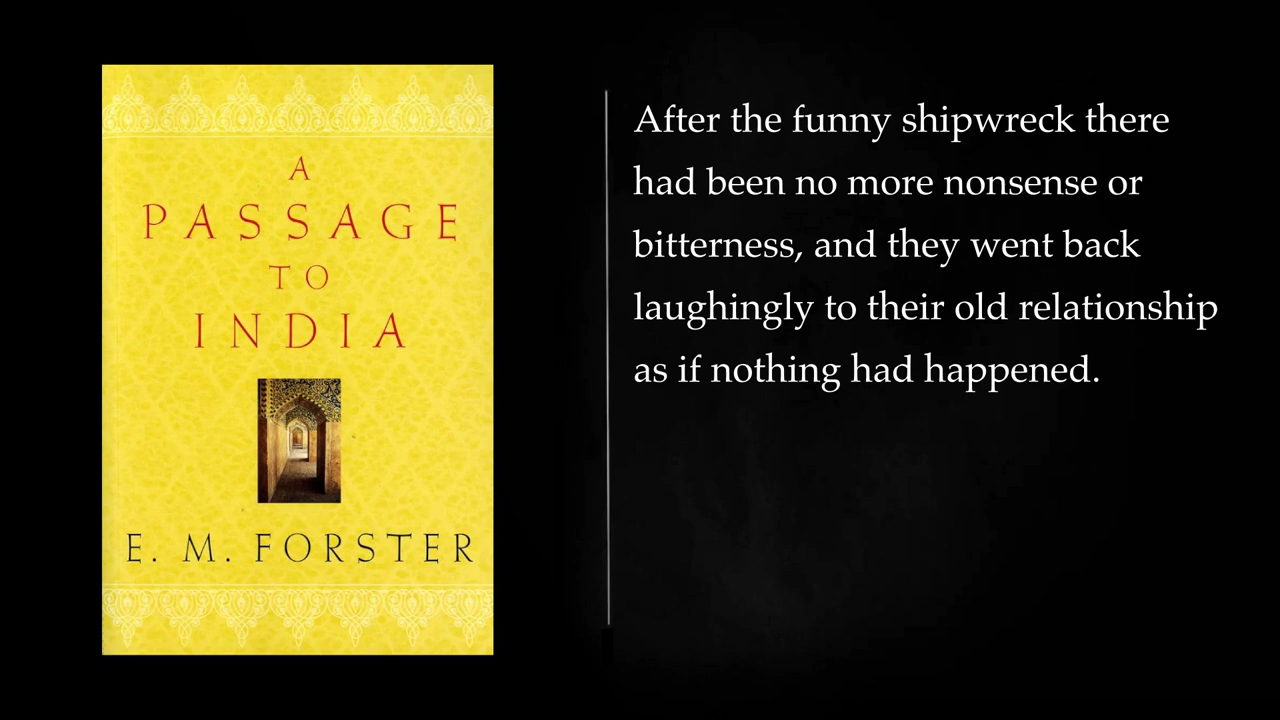 A
PASSAGE
TO
INDIA
E. M. FORSTER
After the funny shipwreck there
had been no more nonsense or
bitterness, and they went back
laughingly to their old relationship
as if nothing had happened.